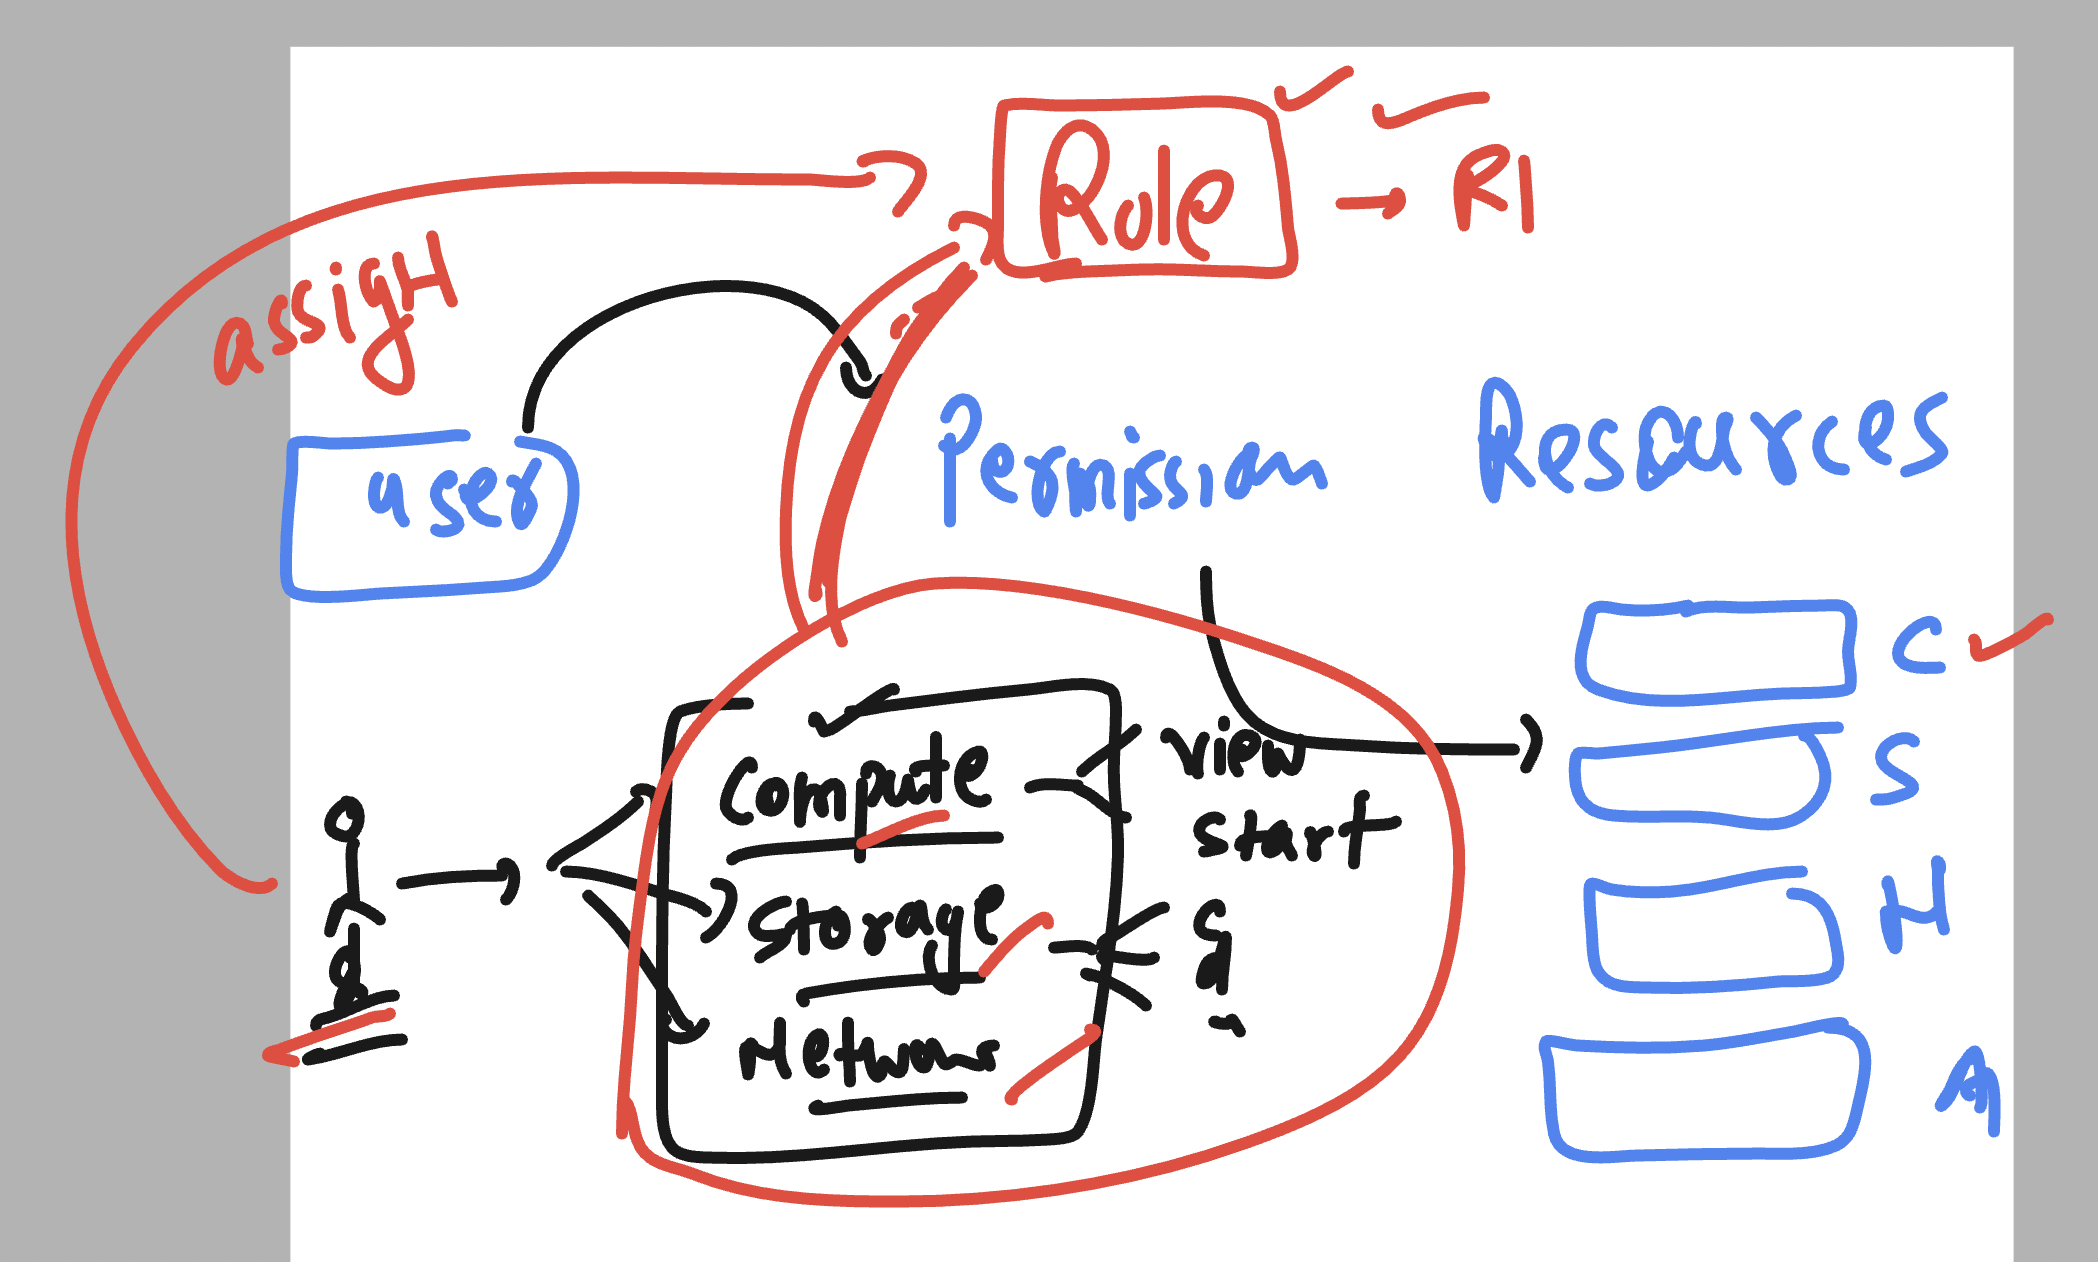 Role → R1
assign
user
Permission
Resources
C
Compute
view
S
start
Storage
N
Network
A